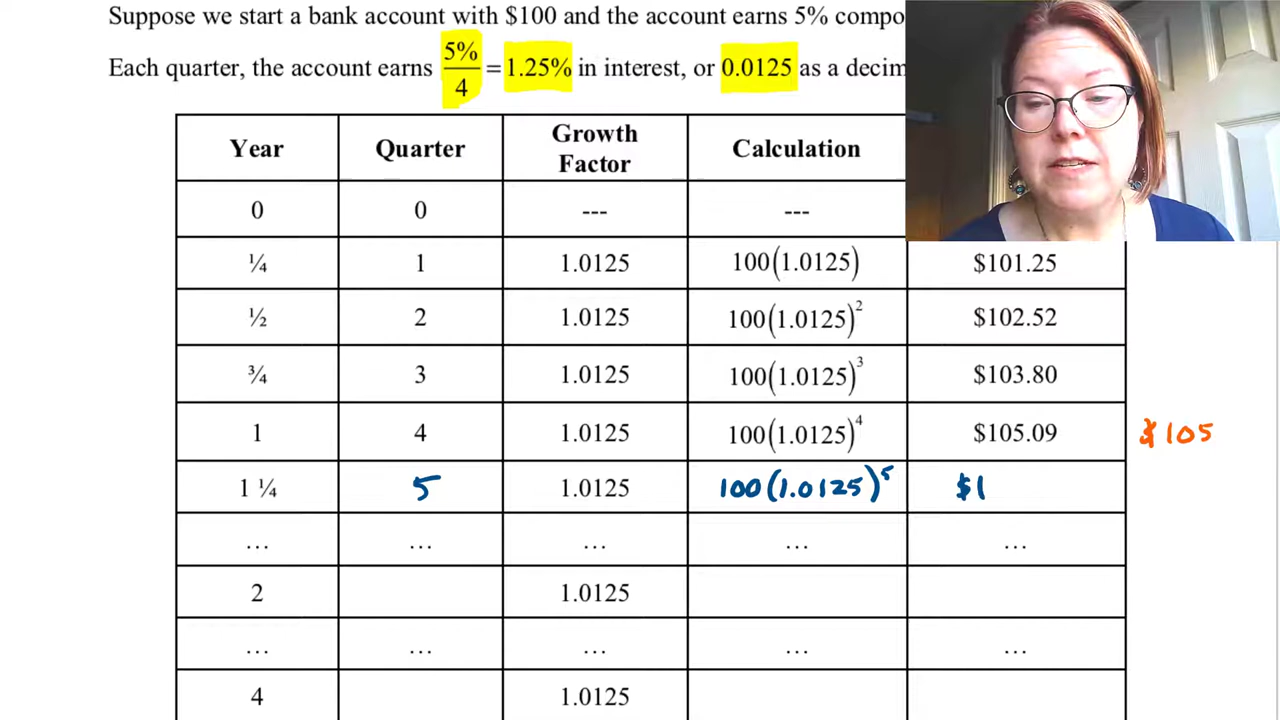 Suppose we start a bank account with $100 and the account earns 5% compo
Each quarter, the account earns 5%/4 = 1.25% in interest, or 0.0125 as a decim
Year Quarter Growth Factor Calculation
0 0 --- ---
¼ 1 1.0125 100(1.0125) $101.25
½ 2 1.0125 100(1.0125)² $102.52
¾ 3 1.0125 100(1.0125)³ $103.80
1 4 1.0125 100(1.0125)⁴ $105.09 $105
1 ¼ 5 1.0125 100(1.0125)⁵ $1
… … … … …
2 1.0125
… … … … …
4 1.0125